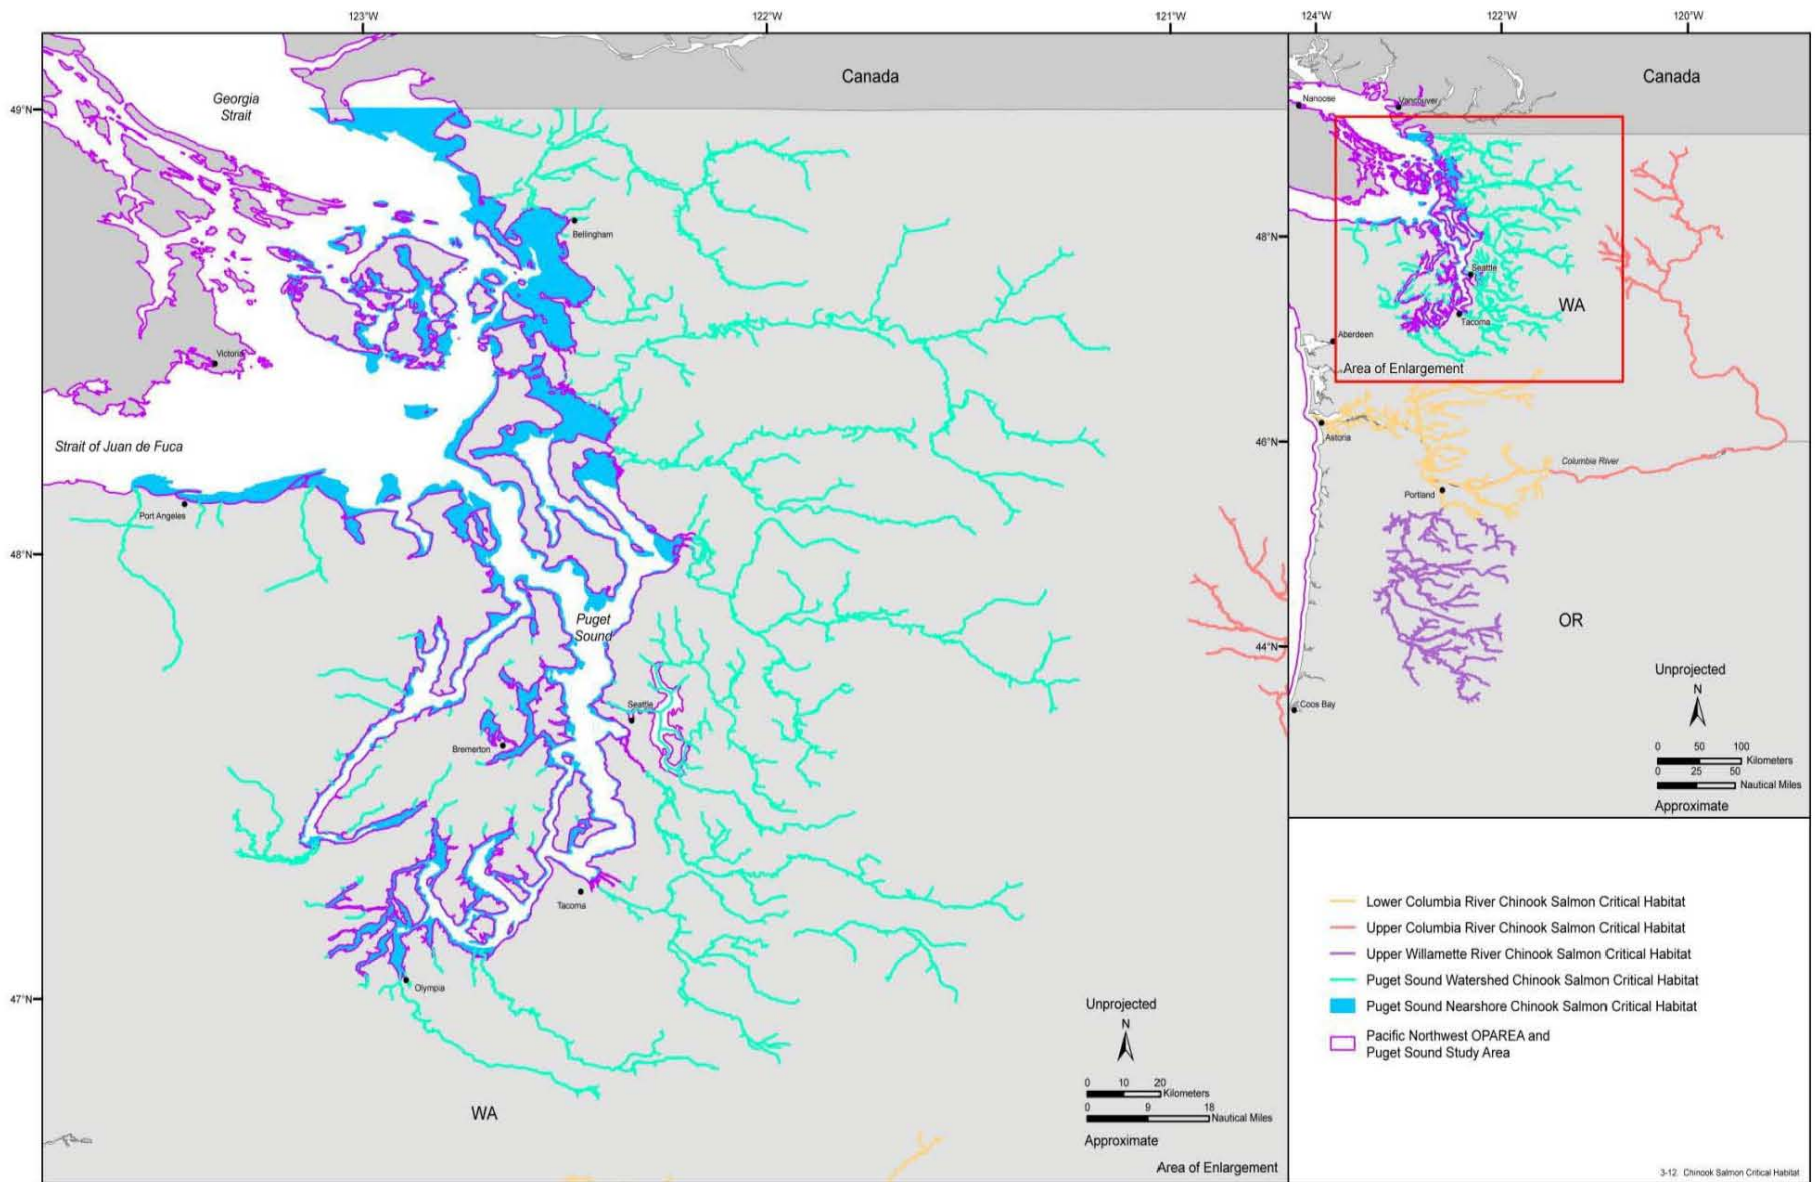 123°W
122°W
121°W
124°W
122°W
120°W
Georgia
Strait
Canada
49°N
Bellingham
Victoria
Strait of Juan de Fuca
Port Angeles
48°N
Puget
Sound
Seattle
Bremerton
Tacoma
Olympia
47°N
WA
Unprojected
N
0 10 20
Kilometers
0 9 18
Nautical Miles
Approximate
Area of Enlargement
Canada
Nanoose
Vancouver
48°N
Seattle
WA
Tacoma
Aberdeen
Area of Enlargement
46°N
Astoria
Columbia River
Portland
OR
44°N
Coos Bay
Unprojected
N
0 50 100
Kilometers
0 25 50
Nautical Miles
Approximate
Lower Columbia River Chinook Salmon Critical Habitat
Upper Columbia River Chinook Salmon Critical Habitat
Upper Willamette River Chinook Salmon Critical Habitat
Puget Sound Watershed Chinook Salmon Critical Habitat
Puget Sound Nearshore Chinook Salmon Critical Habitat
Pacific Northwest OPAREA and
Puget Sound Study Area
3-12. Chinook Salmon Critical Habitat